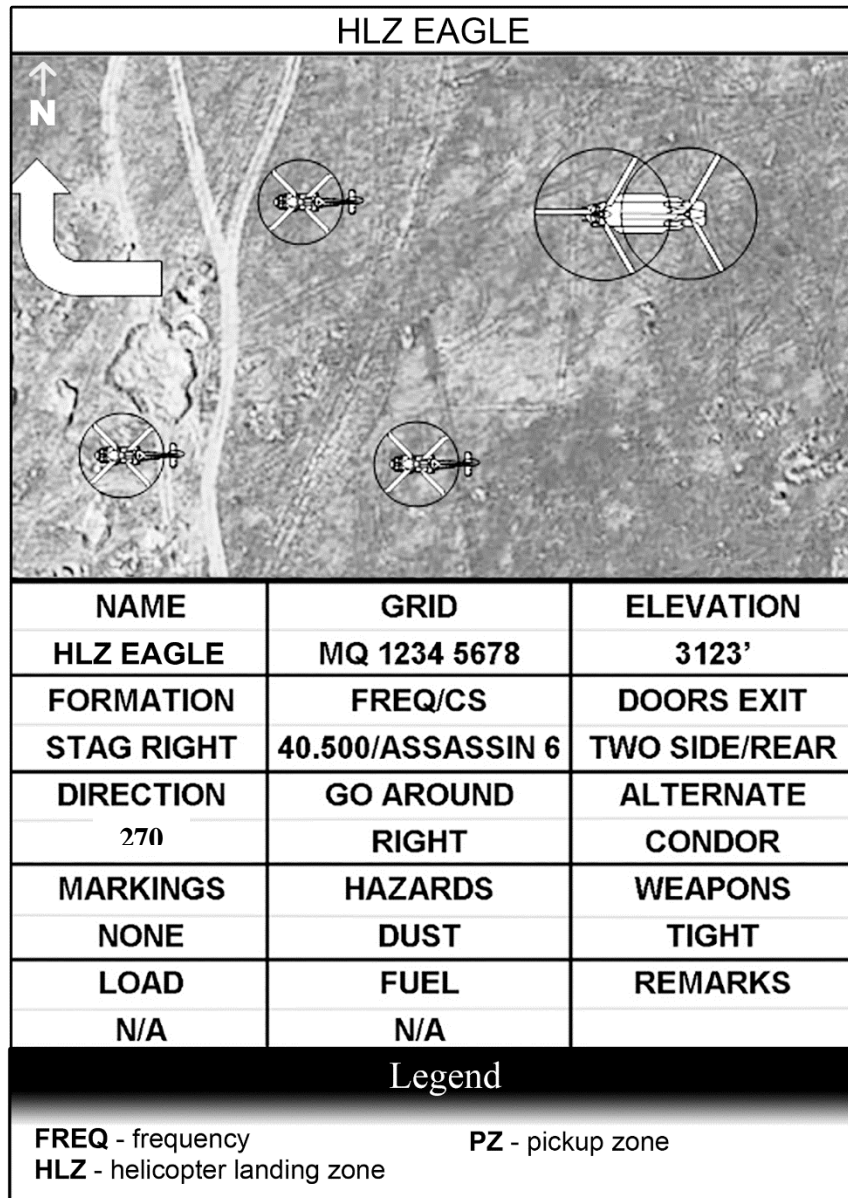 HLZ EAGLE
N
NAME GRID ELEVATION
HLZ EAGLE MQ 1234 5678 3123’
FORMATION FREQ/CS DOORS EXIT
STAG RIGHT 40.500/ASSASSIN 6 TWO SIDE/REAR
DIRECTION GO AROUND ALTERNATE
270 RIGHT CONDOR
MARKINGS HAZARDS WEAPONS
NONE DUST TIGHT
LOAD FUEL REMARKS
N/A N/A
Legend
FREQ - frequency PZ - pickup zone
HLZ - helicopter landing zone